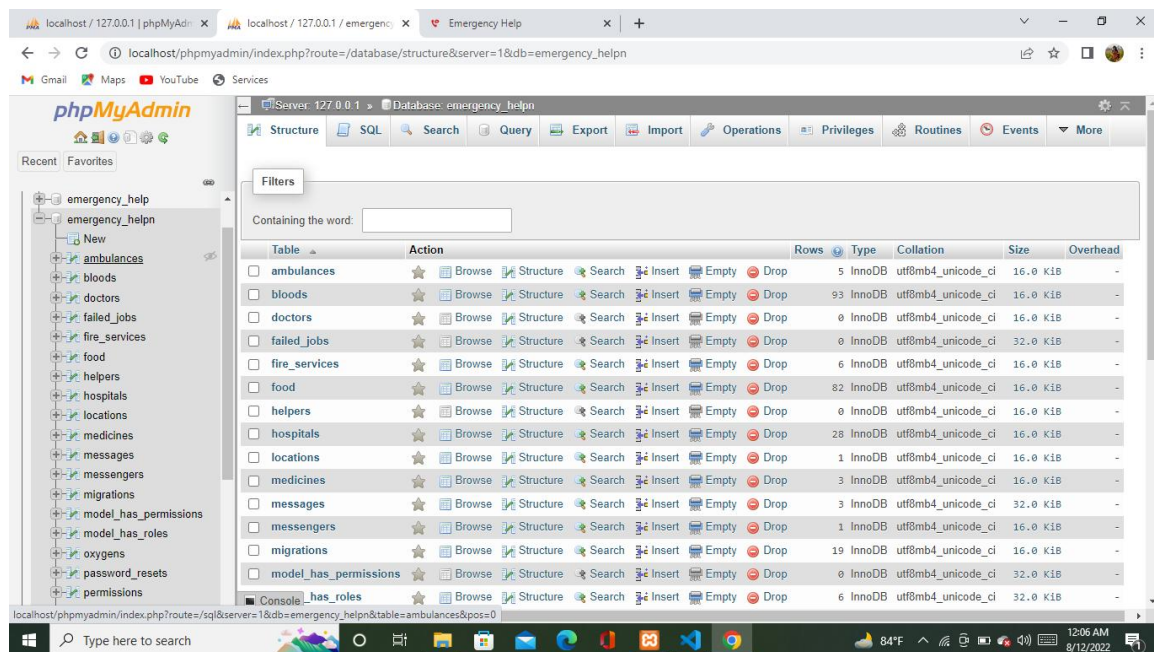 localhost / 127.0.0.1 | phpMyAdm
localhost / 127.0.0.1 / emergency
Emergency Help
localhost/phpmyadmin/index.php?route=/database/structure&server=1&db=emergency_helpn
Gmail Maps YouTube Services
phpMyAdmin
Recent Favorites
emergency_help
emergency_helpn
New
ambulances
bloods
doctors
failed_jobs
fire_services
food
helpers
hospitals
locations
medicines
messages
messengers
migrations
model_has_permissions
model_has_roles
oxygens
password_resets
permissions
Server: 127.0.0.1 » Database: emergency_helpn
Structure SQL Search Query Export Import Operations Privileges Routines Events More
Filters
Containing the word:
Table Action Rows Type Collation Size Overhead
ambulances Browse Structure Search Insert Empty Drop 5 InnoDB utf8mb4_unicode_ci 16.0 KiB -
bloods Browse Structure Search Insert Empty Drop 93 InnoDB utf8mb4_unicode_ci 16.0 KiB -
doctors Browse Structure Search Insert Empty Drop 0 InnoDB utf8mb4_unicode_ci 16.0 KiB -
failed_jobs Browse Structure Search Insert Empty Drop 0 InnoDB utf8mb4_unicode_ci 32.0 KiB -
fire_services Browse Structure Search Insert Empty Drop 6 InnoDB utf8mb4_unicode_ci 16.0 KiB -
food Browse Structure Search Insert Empty Drop 82 InnoDB utf8mb4_unicode_ci 16.0 KiB -
helpers Browse Structure Search Insert Empty Drop 0 InnoDB utf8mb4_unicode_ci 16.0 KiB -
hospitals Browse Structure Search Insert Empty Drop 28 InnoDB utf8mb4_unicode_ci 16.0 KiB -
locations Browse Structure Search Insert Empty Drop 1 InnoDB utf8mb4_unicode_ci 16.0 KiB -
medicines Browse Structure Search Insert Empty Drop 3 InnoDB utf8mb4_unicode_ci 16.0 KiB -
messages Browse Structure Search Insert Empty Drop 3 InnoDB utf8mb4_unicode_ci 32.0 KiB -
messengers Browse Structure Search Insert Empty Drop 1 InnoDB utf8mb4_unicode_ci 16.0 KiB -
migrations Browse Structure Search Insert Empty Drop 19 InnoDB utf8mb4_unicode_ci 16.0 KiB -
model_has_permissions Browse Structure Search Insert Empty Drop 0 InnoDB utf8mb4_unicode_ci 32.0 KiB -
Console _has_roles Browse Structure Search Insert Empty Drop 6 InnoDB utf8mb4_unicode_ci 32.0 KiB -
localhost/phpmyadmin/index.php?route=/sql&server=1&db=emergency_helpn&table=ambulances&pos=0
Type here to search
84°F
12:06 AM
8/12/2022